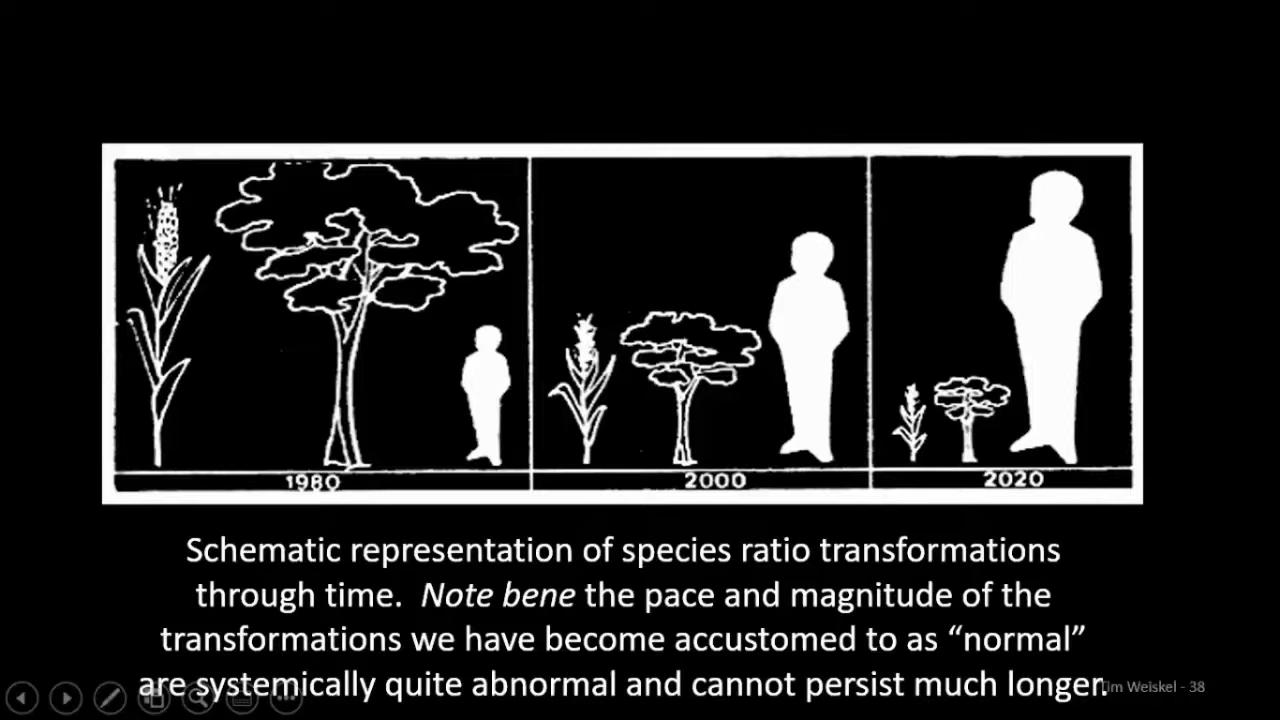 1980 2000 2020
Schematic representation of species ratio transformations
through time. Note bene the pace and magnitude of the
transformations we have become accustomed to as “normal”
are systemically quite abnormal and cannot persist much longer.
Tim Weiskel - 38